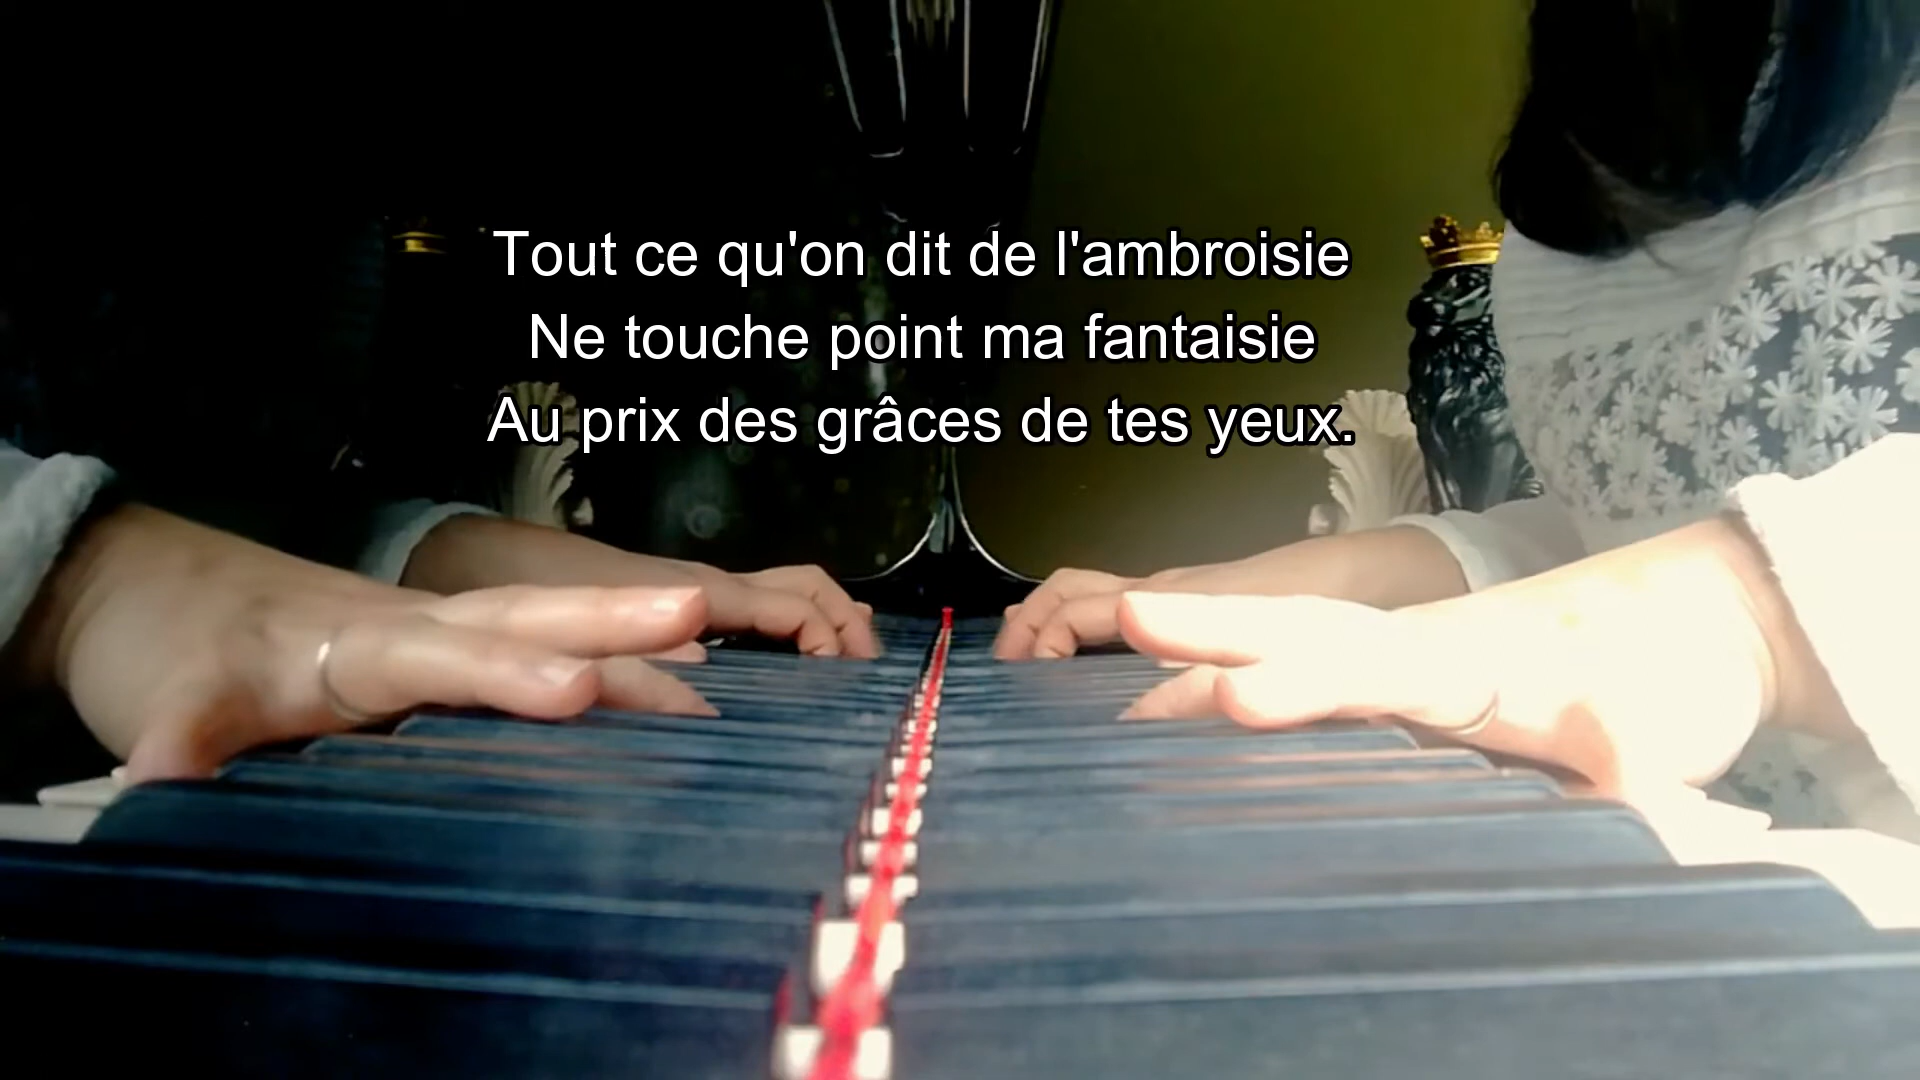 Tout ce qu'on dit de l'ambroisie
Ne touche point ma fantaisie
Au prix des grâces de tes yeux.